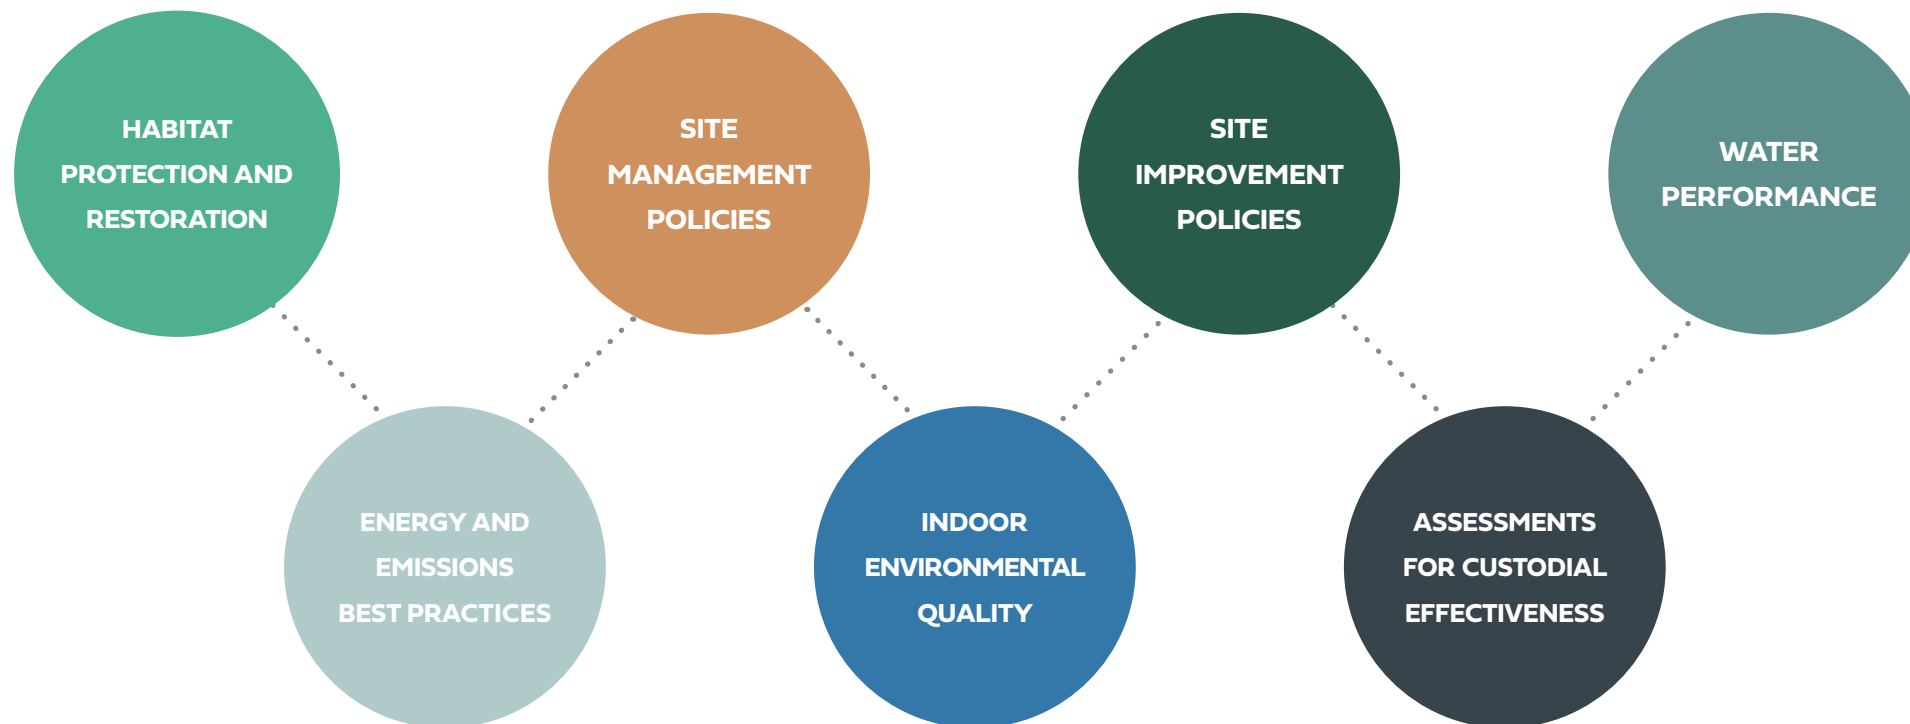 HABITAT
PROTECTION AND
RESTORATION
SITE
MANAGEMENT
POLICIES
SITE
IMPROVEMENT
POLICIES
WATER
PERFORMANCE
ENERGY AND
EMISSIONS
BEST PRACTICES
INDOOR
ENVIRONMENTAL
QUALITY
ASSESSMENTS
FOR CUSTODIAL
EFFECTIVENESS